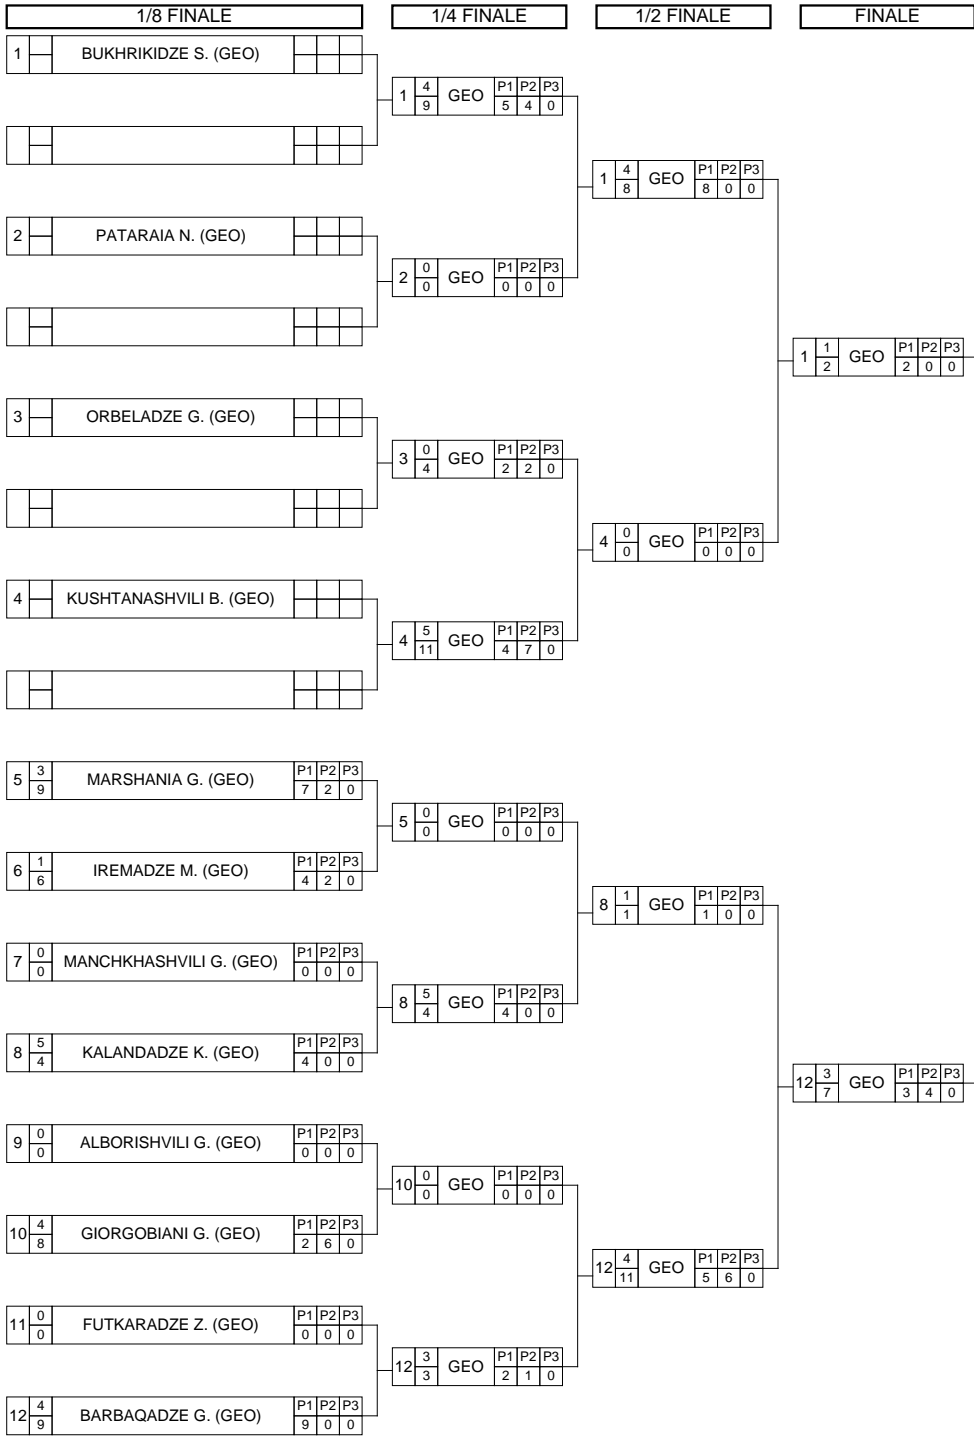 1/8 FINALE 1/4 FINALE 1/2 FINALE FINALE
1 BUKHRIKIDZE S. (GEO)
1 4 9 GEO P1 P2 P3 5 4 0
1 4 8 GEO P1 P2 P3 8 0 0
2 PATARAIA N. (GEO)
2 0 0 GEO P1 P2 P3 0 0 0
1 1 2 GEO P1 P2 P3 2 0 0
3 ORBELADZE G. (GEO)
3 0 4 GEO P1 P2 P3 2 2 0
4 0 0 GEO P1 P2 P3 0 0 0
4 KUSHTANASHVILI B. (GEO)
4 5 11 GEO P1 P2 P3 4 7 0
5 3 9 MARSHANIA G. (GEO) P1 P2 P3 7 2 0
5 0 0 GEO P1 P2 P3 0 0 0
6 1 6 IREMADZE M. (GEO) P1 P2 P3 4 2 0
8 1 1 GEO P1 P2 P3 1 0 0
7 0 0 MANCHKHASHVILI G. (GEO) P1 P2 P3 0 0 0
8 5 4 GEO P1 P2 P3 4 0 0
8 5 4 KALANDADZE K. (GEO) P1 P2 P3 4 0 0
12 3 7 GEO P1 P2 P3 3 4 0
9 0 0 ALBORISHVILI G. (GEO) P1 P2 P3 0 0 0
10 0 0 GEO P1 P2 P3 0 0 0
10 4 8 GIORGOBIANI G. (GEO) P1 P2 P3 2 6 0
12 4 11 GEO P1 P2 P3 5 6 0
11 0 0 FUTKARADZE Z. (GEO) P1 P2 P3 0 0 0
12 3 3 GEO P1 P2 P3 2 1 0
12 4 9 BARBAQADZE G. (GEO) P1 P2 P3 9 0 0